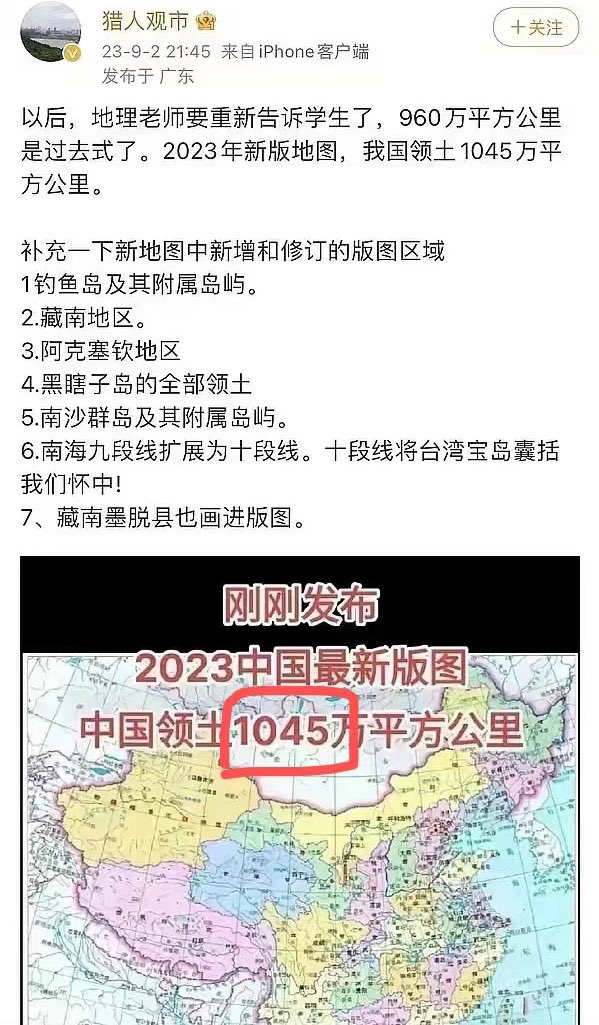 猎人观市
23-9-2 21:45 来自 iPhone客户端
发布于 广东
＋关注
以后，地理老师要重新告诉学生了，960万平方公里
是过去式了。2023年新版地图，我国领土1045万平
方公里。
补充一下新地图中新增和修订的版图区域
1钓鱼岛及其附属岛屿。
2.藏南地区。
3.阿克塞钦地区
4.黑瞎子岛的全部领土
5.南沙群岛及其附属岛屿。
6.南海九段线扩展为十段线。十段线将台湾宝岛囊括
我们怀中!
7、藏南墨脱县也画进版图。
刚刚发布
2023中国最新版图
中国领土1045万平方公里